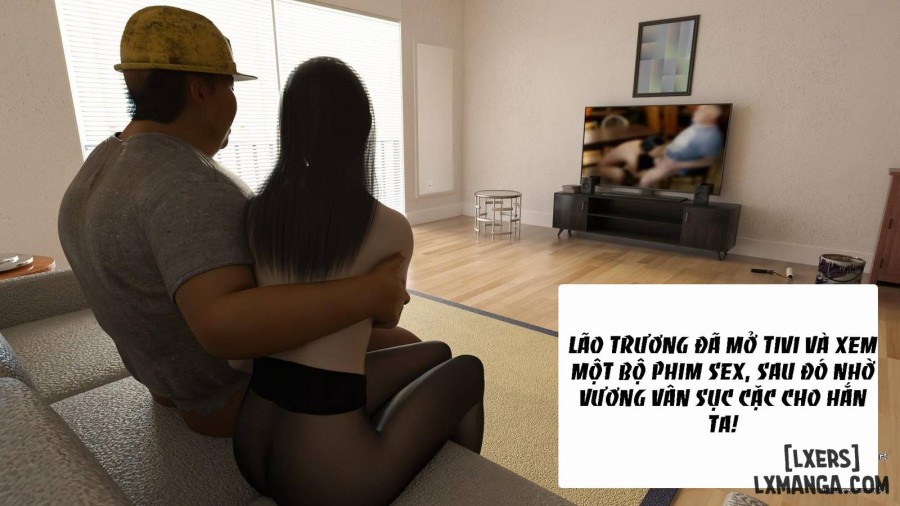 LÃO TRƯƠNG ĐÃ MỞ TIVI VÀ XEM
MỘT BỘ PHIM SEX, SAU ĐÓ NHỜ
VƯƠNG VÂN SỤC CẶC CHO HẮN
TA!
[LXERS]
LXMANGA.COM